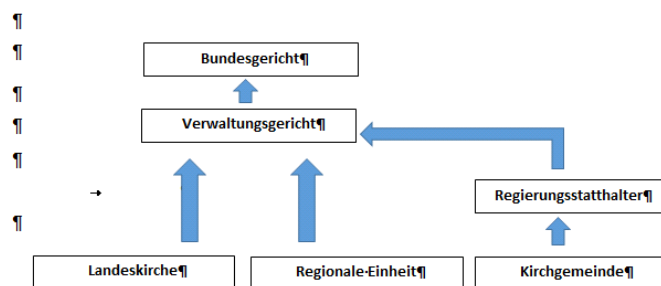 ¶
¶
Bundesgericht¶
¶
¶
Verwaltungsgericht¶
¶
→
Regierungsstatthalter¶
¶
Landeskirche¶
Regionale·Einheit¶
Kirchgemeinde¶